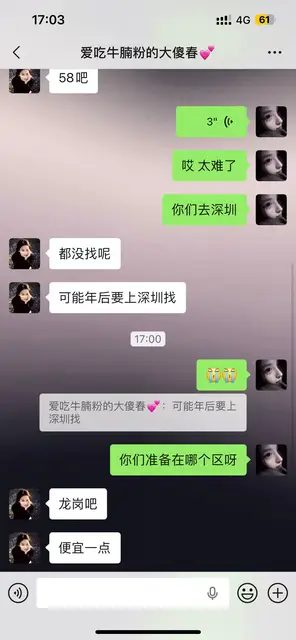 17:03
4G
61
爱吃牛腩粉的大傻春💕
58吧
3"
哎 太难了
你们去深圳
都没找呢
可能年后要上深圳找
17:00
😭😭
爱吃牛腩粉的大傻春💕：可能年后要上
深圳找
你们准备在哪个区呀
龙岗吧
便宜一点